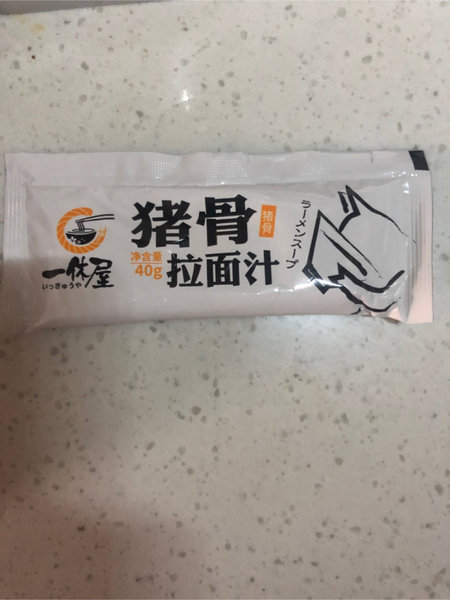 一休屋
いっきゅうや
猪骨
猪骨
净含量
40g
拉面汁
ラーメンスープ